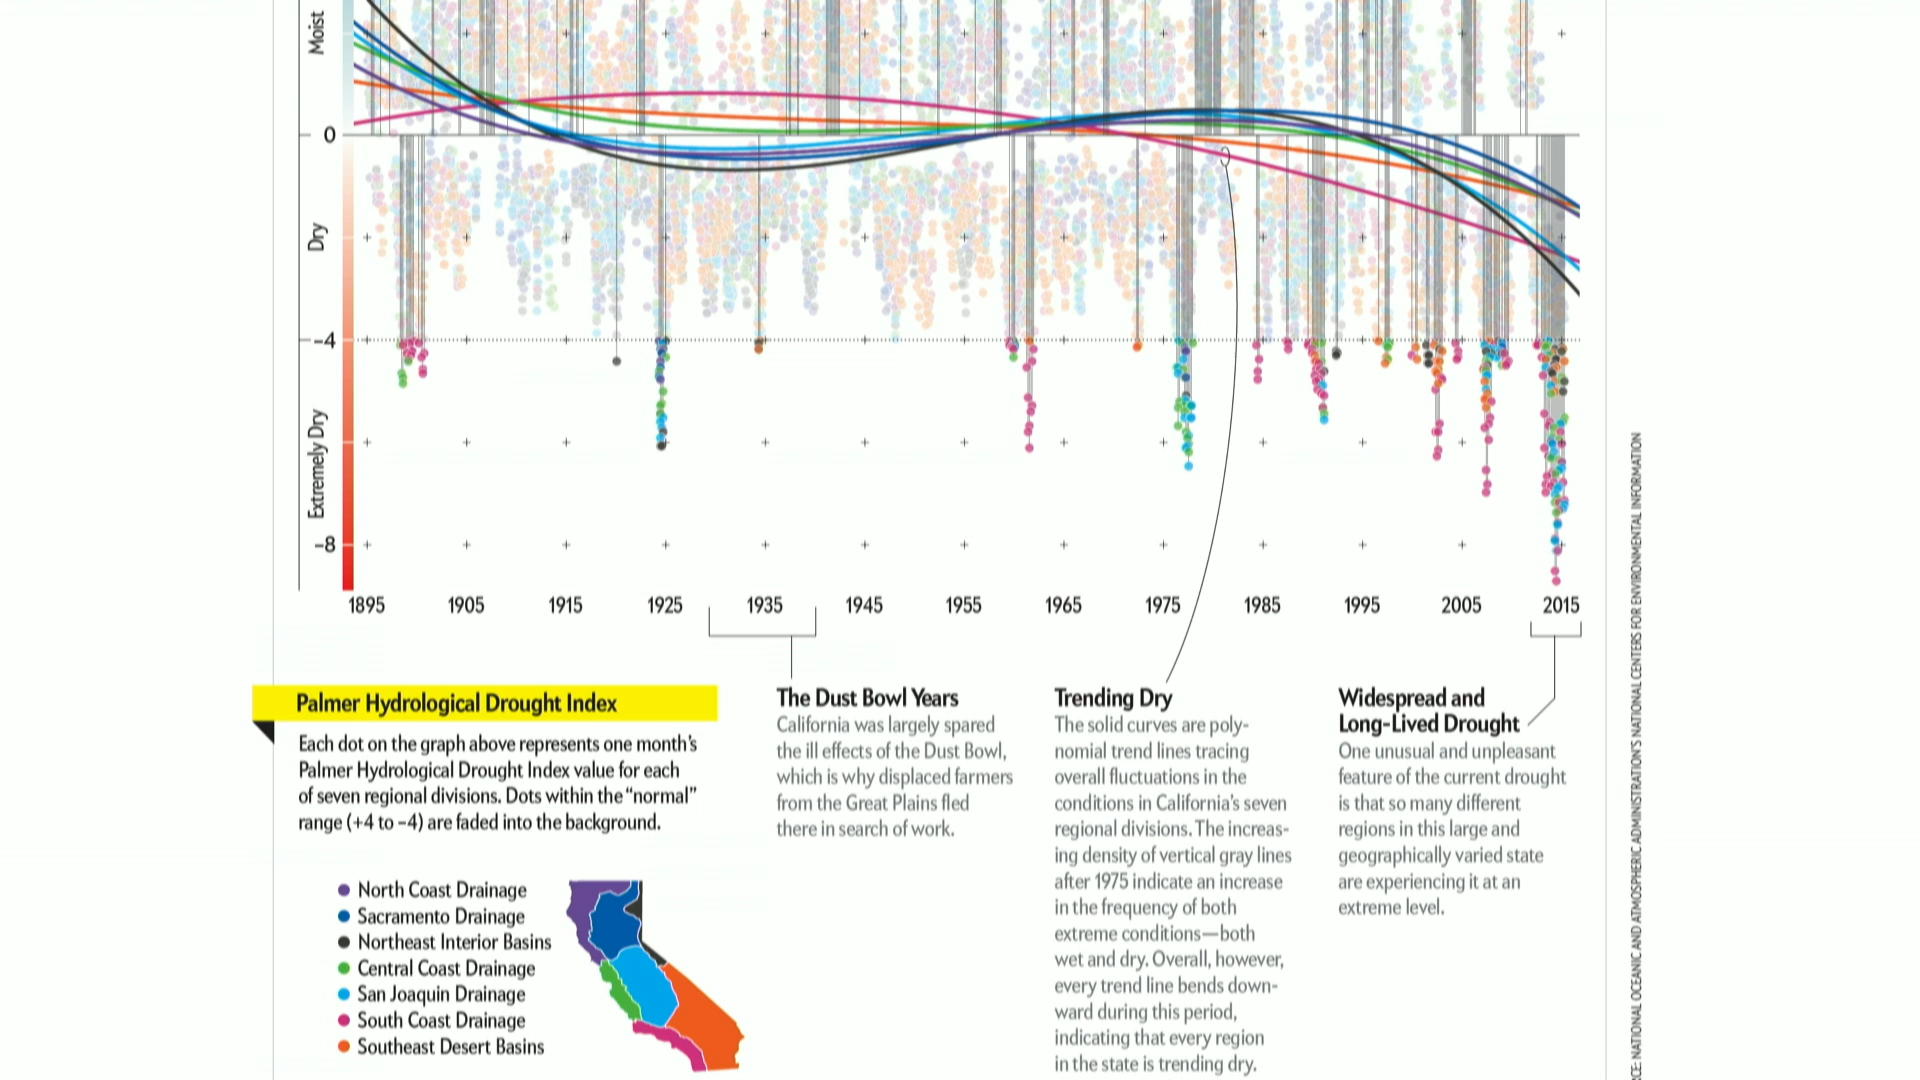 Moist
0
Dry
–4
Extremely Dry
–8
1895 1905 1915 1925 1935 1945 1955 1965 1975 1985 1995 2005 2015
Palmer Hydrological Drought Index
Each dot on the graph above represents one month's
Palmer Hydrological Drought Index value for each
of seven regional divisions. Dots within the “normal”
range (+4 to –4) are faded into the background.
North Coast Drainage
Sacramento Drainage
Northeast Interior Basins
Central Coast Drainage
San Joaquin Drainage
South Coast Drainage
Southeast Desert Basins
The Dust Bowl Years
California was largely spared
the ill effects of the Dust Bowl,
which is why displaced farmers
from the Great Plains fled
there in search of work.
Trending Dry
The solid curves are poly-
nomial trend lines tracing
overall fluctuations in the
conditions in California's seven
regional divisions. The increas-
ing density of vertical gray lines
after 1975 indicate an increase
in the frequency of both
extreme conditions—both
wet and dry. Overall, however,
every trend line bends down-
ward during this period,
indicating that every region
in the state is trending dry.
Widespread and
Long-Lived Drought
One unusual and unpleasant
feature of the current drought
is that so many different
regions in this large and
geographically varied state
are experiencing it at an
extreme level.
NATIONAL OCEANIC AND ATMOSPHERIC ADMINISTRATION'S NATIONAL CENTERS FOR ENVIRONMENTAL INFORMATION